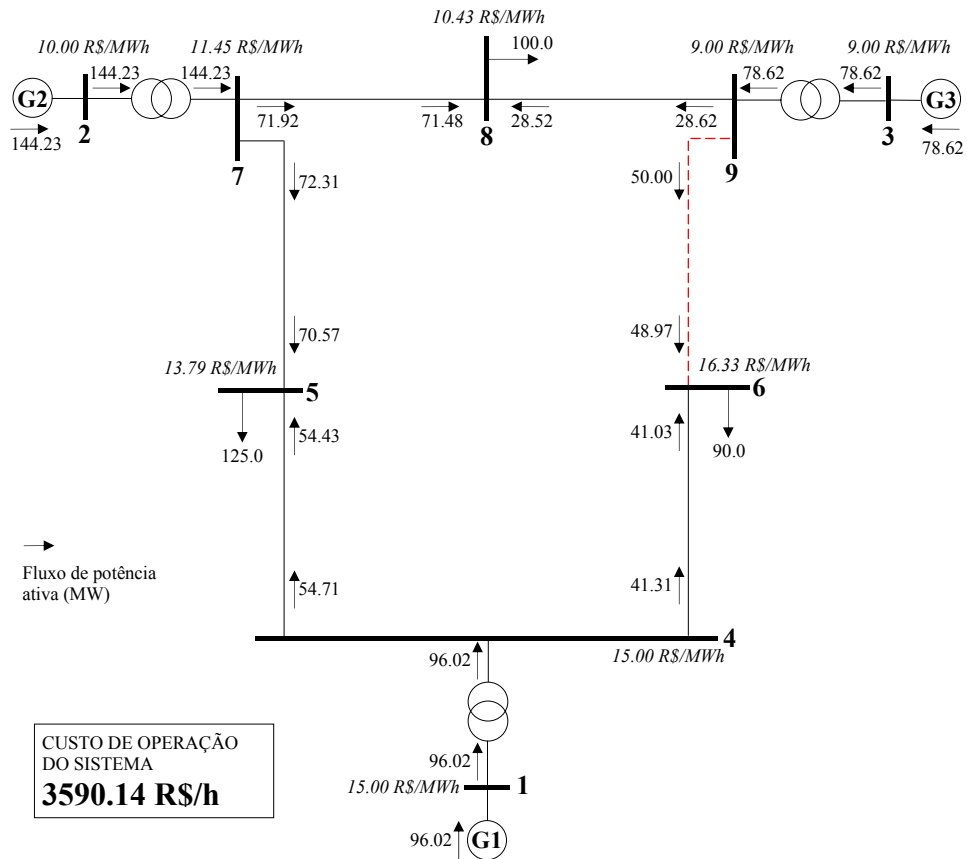 10.43 R$/MWh
10.00 R$/MWh
11.45 R$/MWh
9.00 R$/MWh
9.00 R$/MWh
100.0
144.23
144.23
78.62
78.62
G2
G3
71.92
71.48
28.52
28.62
2
8
3
144.23
78.62
7
9
72.31
50.00
70.57
48.97
13.79 R$/MWh
16.33 R$/MWh
5
6
54.43
41.03
125.0
90.0
Fluxo de potência
ativa (MW)
54.71
41.31
4
96.02
15.00 R$/MWh
CUSTO DE OPERAÇÃO
DO SISTEMA
3590.14 R$/h
96.02
15.00 R$/MWh
1
G1
96.02